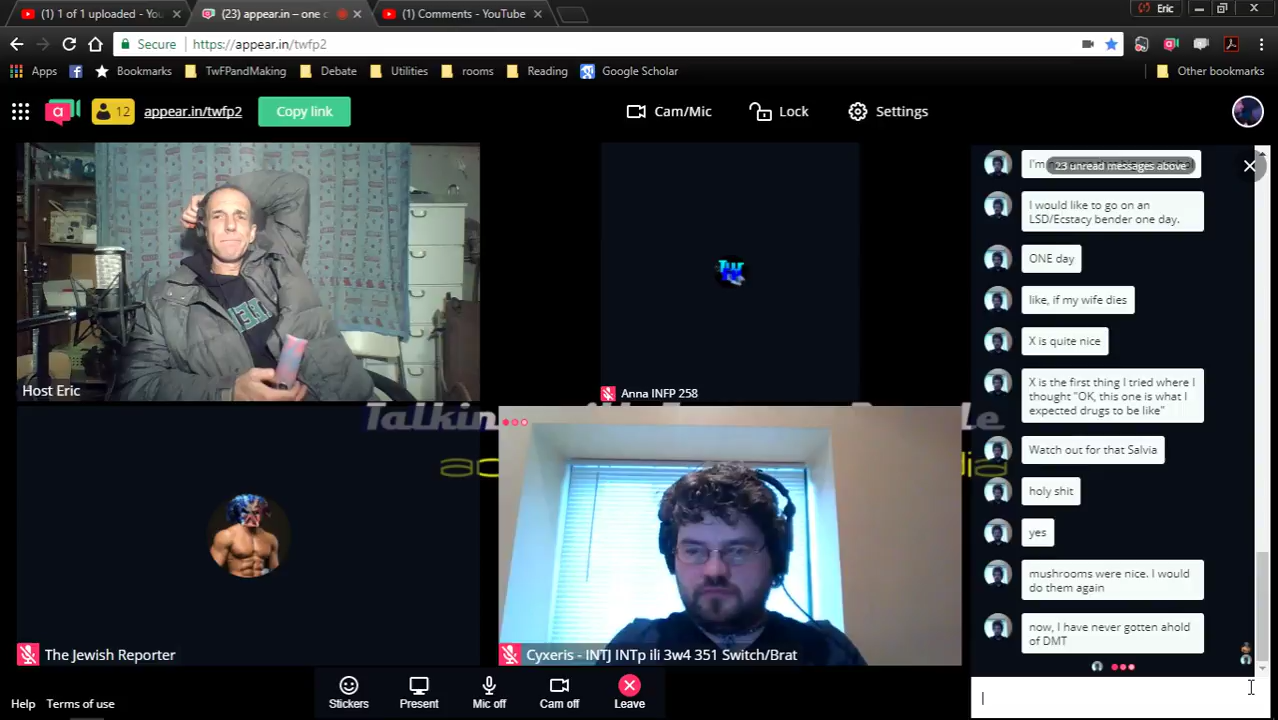 (1) 1 of 1 uploaded - You
(23) appear.in – one c
(1) Comments - YouTube
Eric
Secure
https://appear.in/twfp2
Apps
Bookmarks
TwFPandMaking
Debate
Utilities
rooms
Reading
Google Scholar
Other bookmarks
12
appear.in/twfp2
Copy link
Cam/Mic
Lock
Settings
Host Eric
Anna INFP 258
The Jewish Reporter
Cyxeris - INTJ INTp ili 3w4 351 Switch/Brat
I'm
23 unread messages above
I would like to go on an
LSD/Ecstacy bender one day.
ONE day
like, if my wife dies
X is quite nice
X is the first thing I tried where I
thought "OK, this one is what I
expected drugs to be like"
Watch out for that Salvia
holy shit
yes
mushrooms were nice. I would
do them again
now, I have never gotten ahold
of DMT
Help
Terms of use
Stickers
Present
Mic off
Cam off
Leave